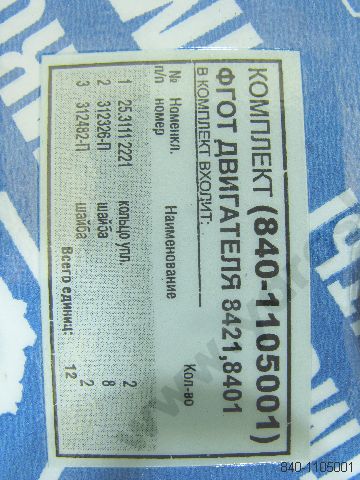 КОМПЛЕКТ (840-1105001)
ФГОТ ДВИГАТЕЛЯ 8421,8401
В КОМПЛЕКТ ВХОДИТ:
№ п/п Номенкл. номер Наименование Кол-во
1 25.3111 2221 кольцо упл. 2
2 312326-П шайба 8
3 312482-П шайба 2
Всего единиц: 12
840-1105001